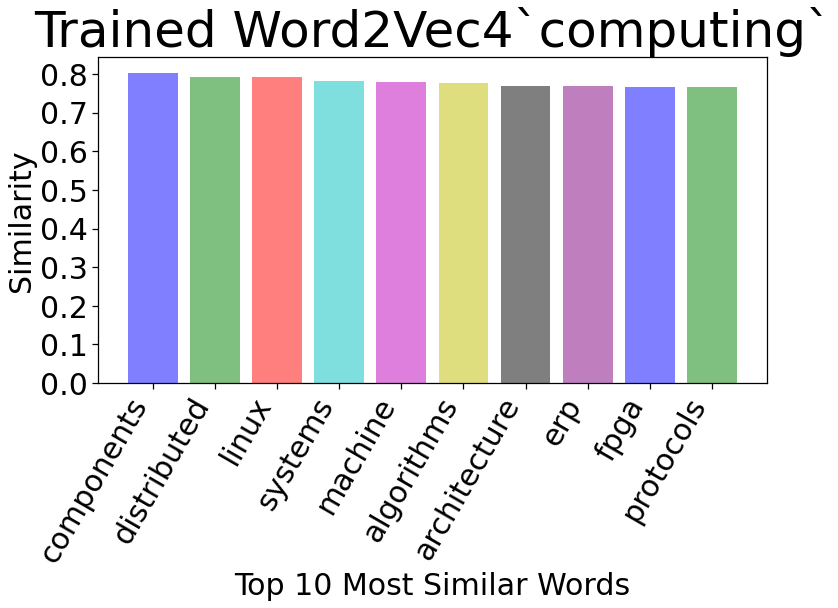 Trained Word2Vec4`computing`
Similarity
0.8
0.7
0.6
0.5
0.4
0.3
0.2
0.1
0.0
components
distributed
linux
systems
machine
algorithms
architecture
erp
fpga
protocols
Top 10 Most Similar Words